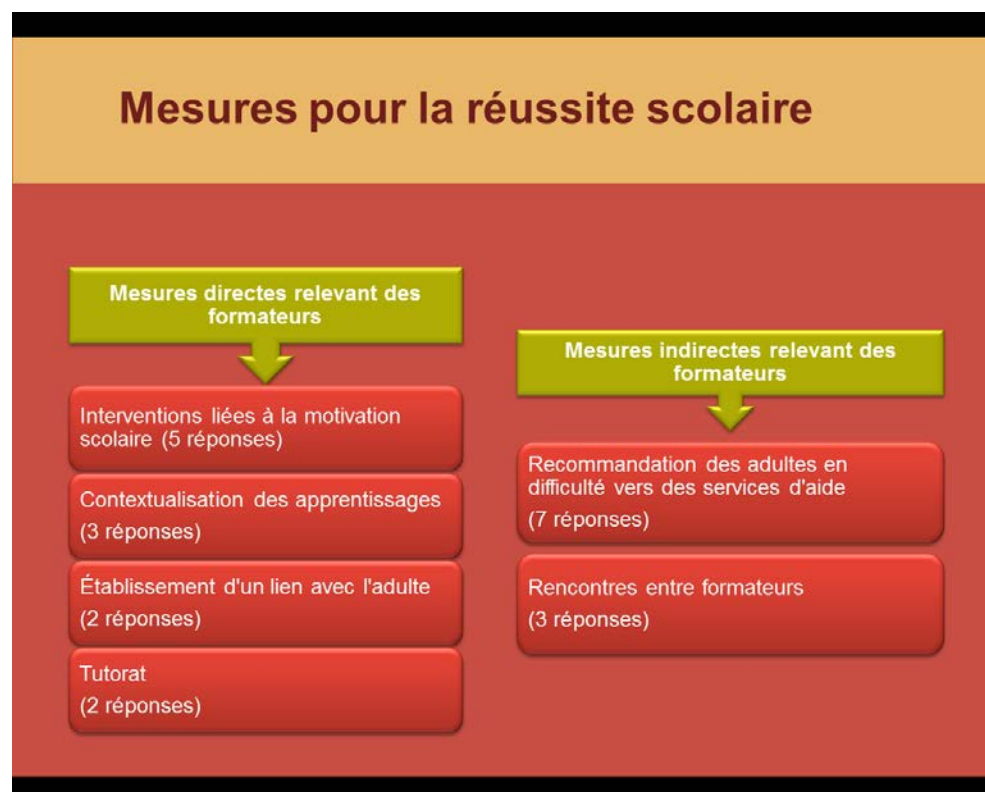 Mesures pour la réussite scolaire
Mesures directes relevant des
formateurs
Interventions liées à la motivation
scolaire (5 réponses)
Contextualisation des apprentissages
(3 réponses)
Établissement d'un lien avec l'adulte
(2 réponses)
Tutorat
(2 réponses)
Mesures indirectes relevant des
formateurs
Recommandation des adultes en
difficulté vers des services d'aide
(7 réponses)
Rencontres entre formateurs
(3 réponses)